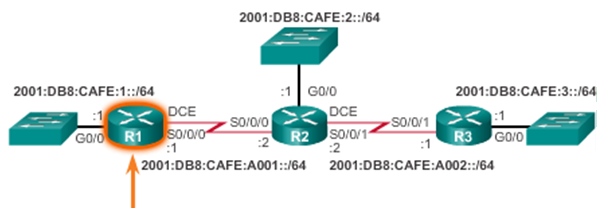 2001:DB8:CAFE:2::/64
:1 G0/0
2001:DB8:CAFE:1::/64
2001:DB8:CAFE:3::/64
:1
G0/0
R1
DCE
S0/0/0
:1
S0/0/0
:2
R2
DCE
S0/0/1
:2
S0/0/1
:1
R3
:1
G0/0
2001:DB8:CAFE:A001::/64
2001:DB8:CAFE:A002::/64